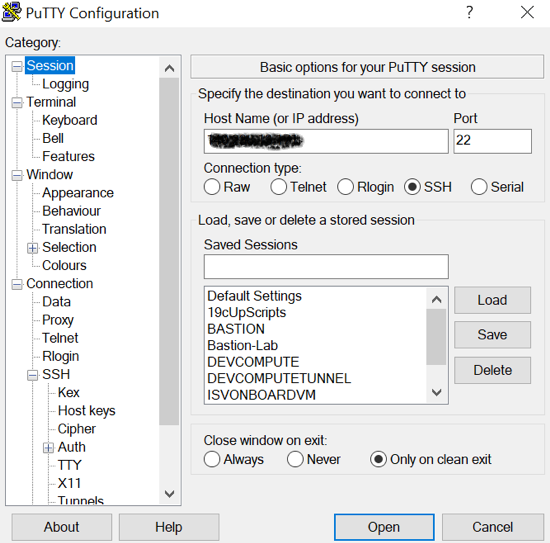 PuTTY Configuration
?
Category:
Session
Logging
Terminal
Keyboard
Bell
Features
Window
Appearance
Behaviour
Translation
Selection
Colours
Connection
Data
Proxy
Telnet
Rlogin
SSH
Kex
Host keys
Cipher
Auth
TTY
X11
Tunnels
Basic options for your PuTTY session
Specify the destination you want to connect to
Host Name (or IP address) Port
22
Connection type:
Raw Telnet Rlogin SSH Serial
Load, save or delete a stored session
Saved Sessions
Default Settings
19cUpScripts
BASTION
Bastion-Lab
DEVCOMPUTE
DEVCOMPUTETUNNEL
ISVONBOARDVM
Load
Save
Delete
Close window on exit:
Always Never Only on clean exit
About Help Open Cancel